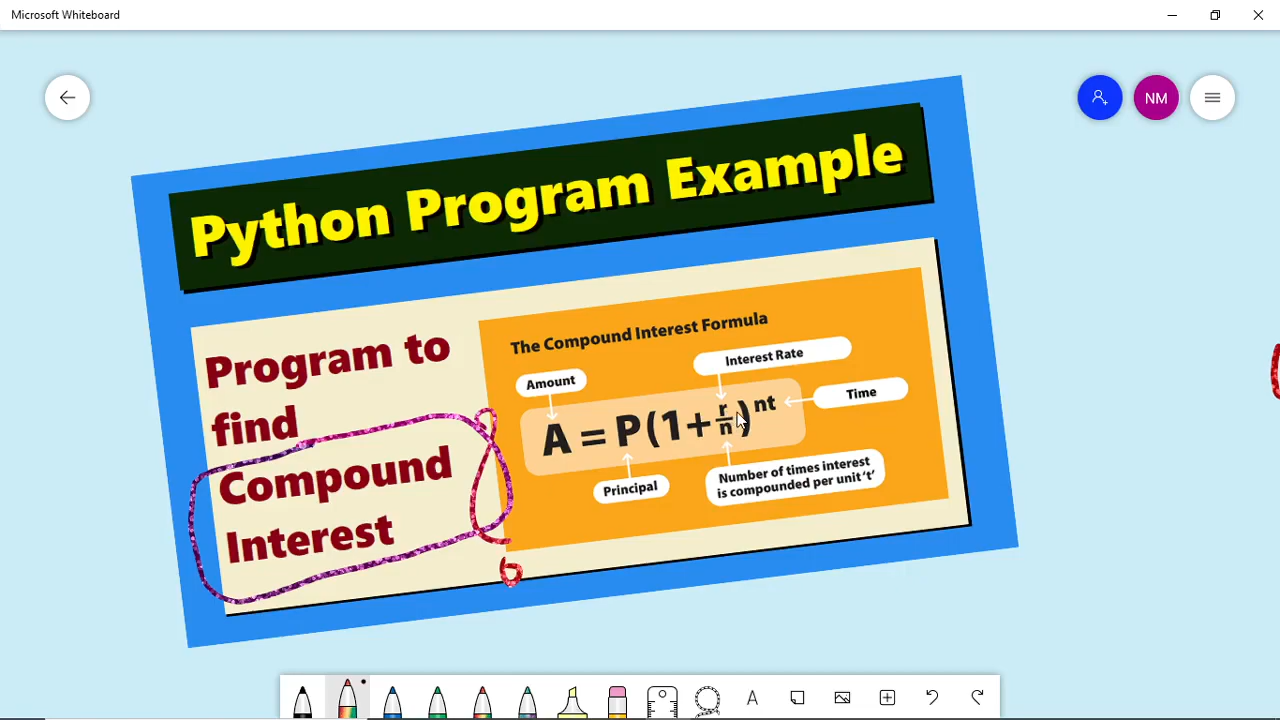 Microsoft Whiteboard
NM
Python Program Example
Program to
find
Compound
Interest
The Compound Interest Formula
Interest Rate
Amount
Time
A = P(1+r/n)^nt
Principal
Number of times interest
is compounded per unit ‘t’
A